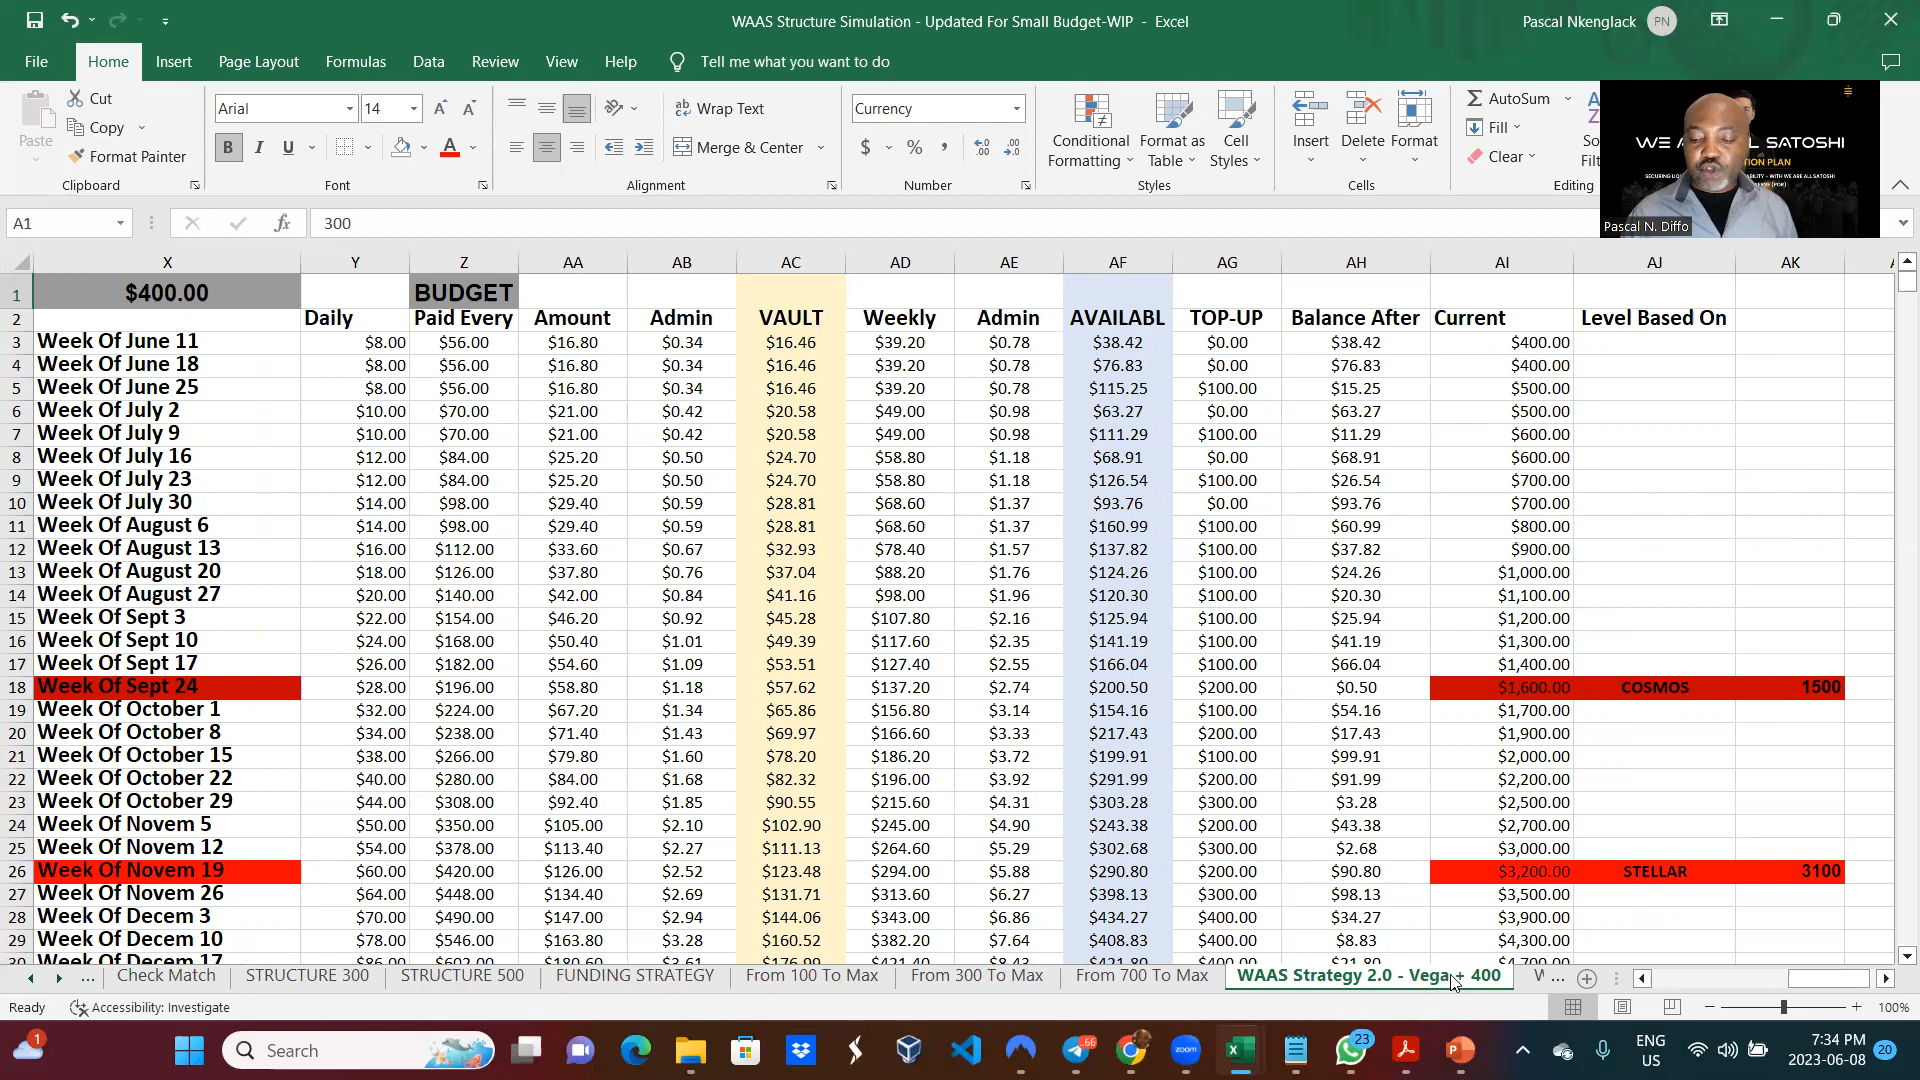 WAAS Structure Simulation - Updated For Small Budget-WIP - Excel
Pascal Nkenglack PN
File Home Insert Page Layout Formulas Data Review View Help Tell me what you want to do
Paste
Cut
Copy
Format Painter
Clipboard
Arial 14
Font
Wrap Text
Merge & Center
Alignment
Currency
Number
Conditional Formatting
Format as Table
Cell Styles
Styles
Insert Delete Format
Cells
AutoSum
Fill
Clear
Editing
SECURING
Pascal N. Diffo
A1 300
X Y Z AA AB AC AD AE AF AG AH AI AJ AK
1 $400.00 BUDGET
2 Daily Paid Every Amount Admin VAULT Weekly Admin AVAILABL TOP-UP Balance After Current Level Based On
3 Week Of June 11 $8.00 $56.00 $16.80 $0.34 $16.46 $39.20 $0.78 $38.42 $0.00 $38.42 $400.00
4 Week Of June 18 $8.00 $56.00 $16.80 $0.34 $16.46 $39.20 $0.78 $76.83 $0.00 $76.83 $400.00
5 Week Of June 25 $8.00 $56.00 $16.80 $0.34 $16.46 $39.20 $0.78 $115.25 $100.00 $15.25 $500.00
6 Week Of July 2 $10.00 $70.00 $21.00 $0.42 $20.58 $49.00 $0.98 $63.27 $0.00 $63.27 $500.00
7 Week Of July 9 $10.00 $70.00 $21.00 $0.42 $20.58 $49.00 $0.98 $111.29 $100.00 $11.29 $600.00
8 Week Of July 16 $12.00 $84.00 $25.20 $0.50 $24.70 $58.80 $1.18 $68.91 $0.00 $68.91 $600.00
9 Week Of July 23 $12.00 $84.00 $25.20 $0.50 $24.70 $58.80 $1.18 $126.54 $100.00 $26.54 $700.00
10 Week Of July 30 $14.00 $98.00 $29.40 $0.59 $28.81 $68.60 $1.37 $93.76 $0.00 $93.76 $700.00
11 Week Of August 6 $14.00 $98.00 $29.40 $0.59 $28.81 $68.60 $1.37 $160.99 $100.00 $60.99 $800.00
12 Week Of August 13 $16.00 $112.00 $33.60 $0.67 $32.93 $78.40 $1.57 $137.82 $100.00 $37.82 $900.00
13 Week Of August 20 $18.00 $126.00 $37.80 $0.76 $37.04 $88.20 $1.76 $124.26 $100.00 $24.26 $1,000.00
14 Week Of August 27 $20.00 $140.00 $42.00 $0.84 $41.16 $98.00 $1.96 $120.30 $100.00 $20.30 $1,100.00
15 Week Of Sept 3 $22.00 $154.00 $46.20 $0.92 $45.28 $107.80 $2.16 $125.94 $100.00 $25.94 $1,200.00
16 Week Of Sept 10 $24.00 $168.00 $50.40 $1.01 $49.39 $117.60 $2.35 $141.19 $100.00 $41.19 $1,300.00
17 Week Of Sept 17 $26.00 $182.00 $54.60 $1.09 $53.51 $127.40 $2.55 $166.04 $100.00 $66.04 $1,400.00
18 Week Of Sept 24 $28.00 $196.00 $58.80 $1.18 $57.62 $137.20 $2.74 $200.50 $200.00 $0.50 $1,600.00 COSMOS 1500
19 Week Of October 1 $32.00 $224.00 $67.20 $1.34 $65.86 $156.80 $3.14 $154.16 $100.00 $54.16 $1,700.00
20 Week Of October 8 $34.00 $238.00 $71.40 $1.43 $69.97 $166.60 $3.33 $217.43 $200.00 $17.43 $1,900.00
21 Week Of October 15 $38.00 $266.00 $79.80 $1.60 $78.20 $186.20 $3.72 $199.91 $100.00 $99.91 $2,000.00
22 Week Of October 22 $40.00 $280.00 $84.00 $1.68 $82.32 $196.00 $3.92 $291.99 $200.00 $91.99 $2,200.00
23 Week Of October 29 $44.00 $308.00 $92.40 $1.85 $90.55 $215.60 $4.31 $303.28 $300.00 $3.28 $2,500.00
24 Week Of Novem 5 $50.00 $350.00 $105.00 $2.10 $102.90 $245.00 $4.90 $243.38 $200.00 $43.38 $2,700.00
25 Week Of Novem 12 $54.00 $378.00 $113.40 $2.27 $111.13 $264.60 $5.29 $302.68 $300.00 $2.68 $3,000.00
26 Week Of Novem 19 $60.00 $420.00 $126.00 $2.52 $123.48 $294.00 $5.88 $290.80 $200.00 $90.80 $3,200.00 STELLAR 3100
27 Week Of Novem 26 $64.00 $448.00 $134.40 $2.69 $131.71 $313.60 $6.27 $398.13 $300.00 $98.13 $3,500.00
28 Week Of Decem 3 $70.00 $490.00 $147.00 $2.94 $144.06 $343.00 $6.86 $434.27 $400.00 $34.27 $3,900.00
29 Week Of Decem 10 $78.00 $546.00 $163.80 $3.28 $160.52 $382.20 $7.64 $408.83 $400.00 $8.83 $4,300.00
Week Of Decem 17
... Check Match STRUCTURE 300 STRUCTURE 500 FUNDING STRATEGY From 100 To Max From 300 To Max From 700 To Max WAAS Strategy 2.0 - Vega + 400 ...
Ready Accessibility: Investigate 100%
Search
ENG
US
7:34 PM
2023-06-08
20